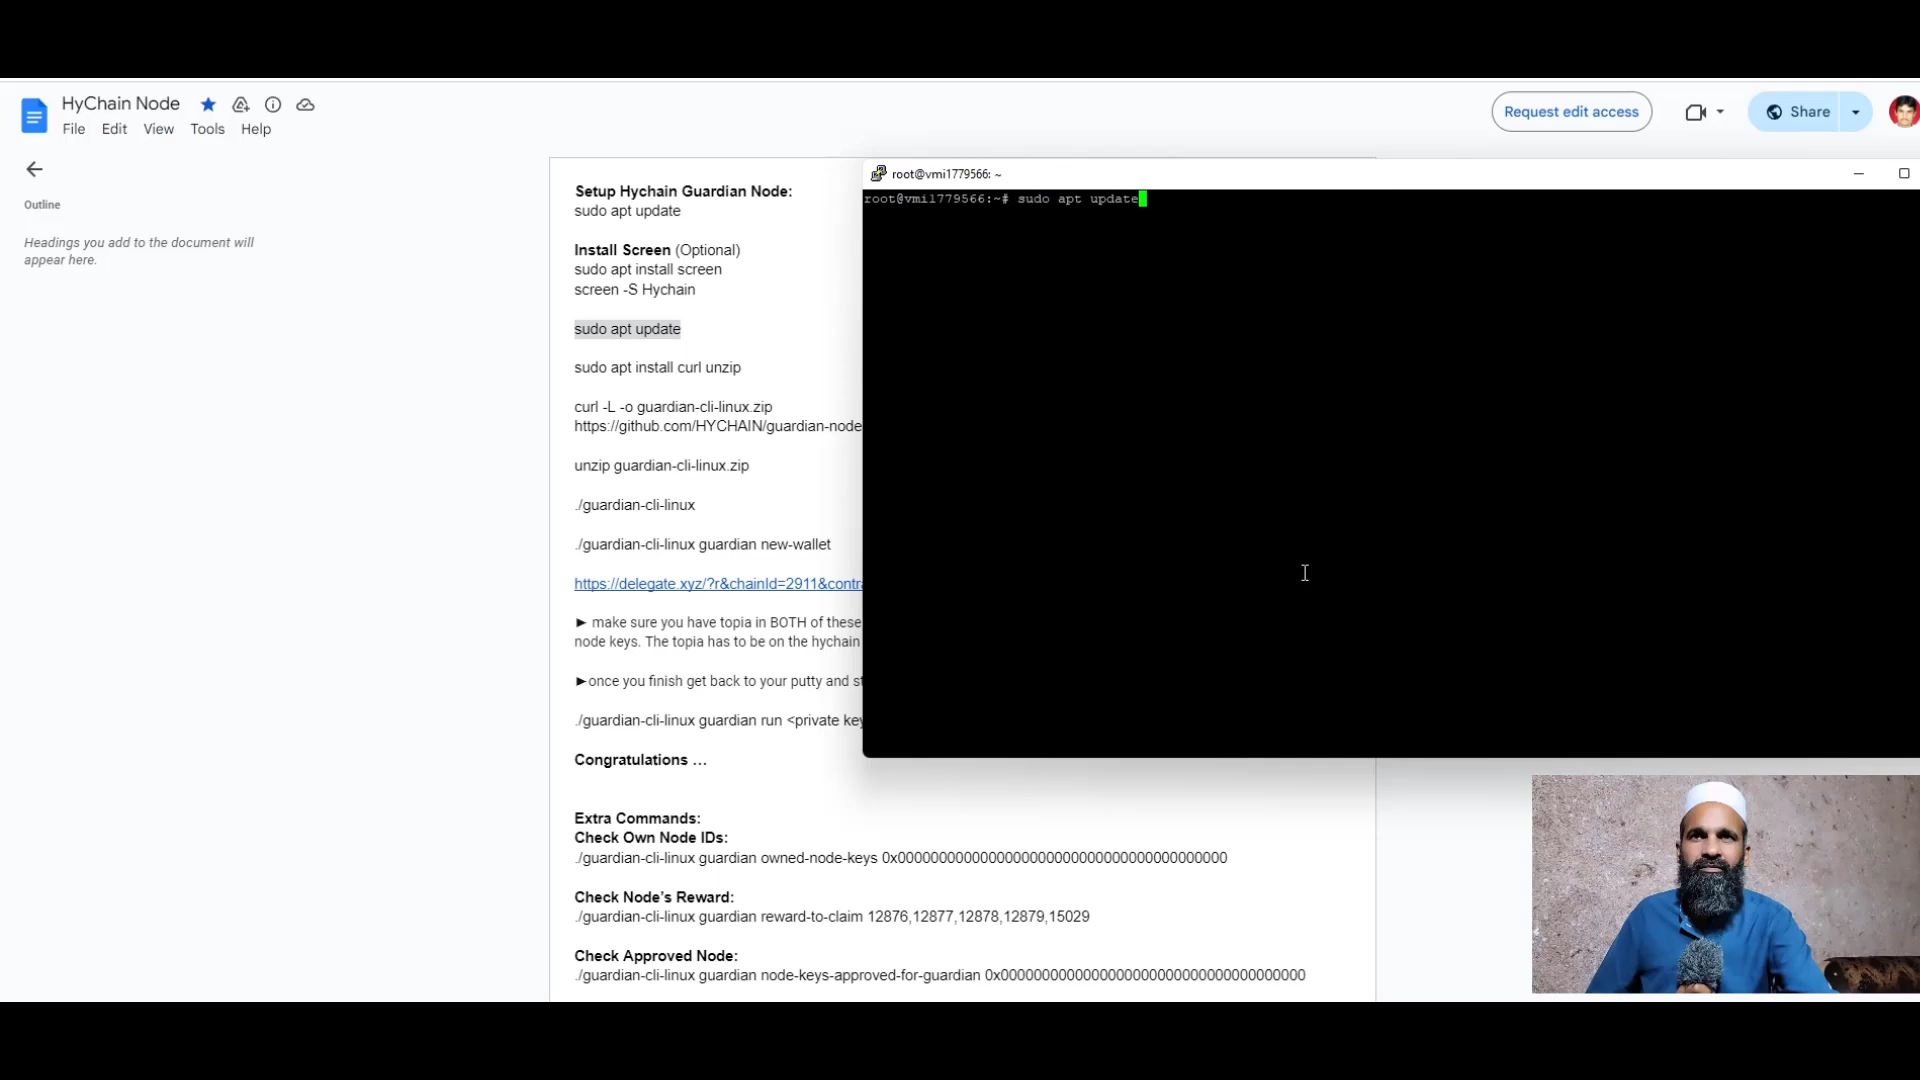 HyChain Node
File Edit View Tools Help
Request edit access
Share
Outline
Headings you add to the document will
appear here.
Setup Hychain Guardian Node:
sudo apt update
Install Screen (Optional)
sudo apt install screen
screen -S Hychain
sudo apt update
sudo apt install curl unzip
curl -L -o guardian-cli-linux.zip
https://github.com/HYCHAIN/guardian-node
unzip guardian-cli-linux.zip
./guardian-cli-linux
./guardian-cli-linux guardian new-wallet
https://delegate.xyz/?r&chainId=2911&contr
► make sure you have topia in BOTH of these
node keys. The topia has to be on the hychain
►once you finish get back to your putty and
./guardian-cli-linux guardian run <private key
Congratulations …
Extra Commands:
Check Own Node IDs:
./guardian-cli-linux guardian owned-node-keys 0x0000000000000000000000000000000000000000
Check Node’s Reward:
./guardian-cli-linux guardian reward-to-claim 12876,12877,12878,12879,15029
Check Approved Node:
./guardian-cli-linux guardian node-keys-approved-for-guardian 0x0000000000000000000000000000000000000
root@vmi1779566: ~
root@vmi1779566:~# sudo apt update